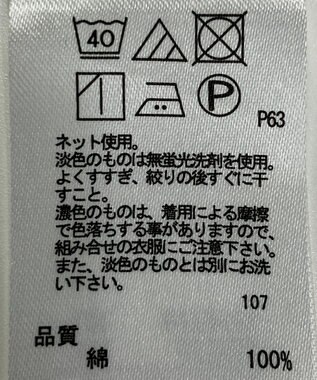 40
P
P63
ネット使用。
淡色のものは無蛍光洗剤を使用。
よくすすぎ、絞りの後すぐに干
すこと。
濃色のものは、着用による摩擦
で色落ちする事がありますので、
組み合せの衣服にご注意下さい。
また、淡色のものとは別にお洗
い下さい。
107
品質
綿 100%